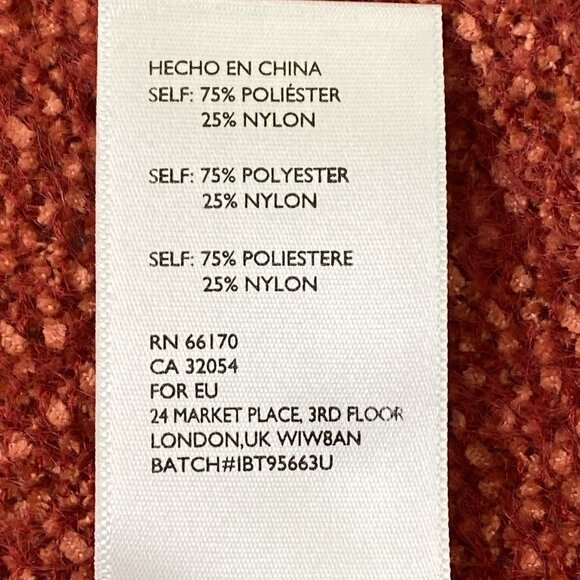 HECHO EN CHINA
SELF: 75% POLIÉSTER
25% NYLON
SELF: 75% POLYESTER
25% NYLON
SELF: 75% POLIESTERE
25% NYLON
RN 66170
CA 32054
FOR EU
24 MARKET PLACE, 3RD FLOOR
LONDON,UK WIW8AN
BATCH#IBT95663U